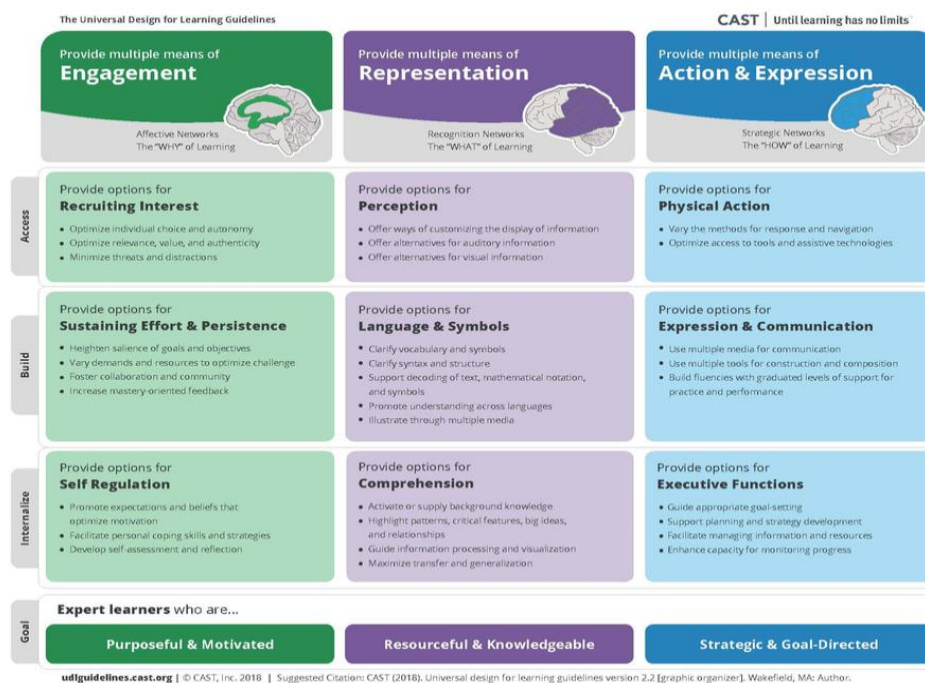 The Universal Design for Learning Guidelines
CAST | Until learning has no limits
Provide multiple means of
Engagement
Affective Networks
The "WHY" of Learning
Provide multiple means of
Representation
Recognition Networks
The "WHAT" of Learning
Provide multiple means of
Action & Expression
Strategic Networks
The "HOW" of Learning
Access
Provide options for
Recruiting Interest
• Optimize individual choice and autonomy
• Optimize relevance, value, and authenticity
• Minimize threats and distractions
Provide options for
Perception
• Offer ways of customizing the display of information
• Offer alternatives for auditory information
• Offer alternatives for visual information
Provide options for
Physical Action
• Vary the methods for response and navigation
• Optimize access to tools and assistive technologies
Build
Provide options for
Sustaining Effort & Persistence
• Heighten salience of goals and objectives
• Vary demands and resources to optimize challenge
• Foster collaboration and community
• Increase mastery-oriented feedback
Provide options for
Language & Symbols
• Clarify vocabulary and symbols
• Clarify syntax and structure
• Support decoding of text, mathematical notation,
and symbols
• Promote understanding across languages
• Illustrate through multiple media
Provide options for
Expression & Communication
• Use multiple media for communication
• Use multiple tools for construction and composition
• Build fluencies with graduated levels of support for
practice and performance
Internalize
Provide options for
Self Regulation
• Promote expectations and beliefs that
optimize motivation
• Facilitate personal coping skills and strategies
• Develop self-assessment and reflection
Provide options for
Comprehension
• Activate or supply background knowledge
• Highlight patterns, critical features, big ideas,
and relationships
• Guide information processing and visualization
• Maximize transfer and generalization
Provide options for
Executive Functions
• Guide appropriate goal-setting
• Support planning and strategy development
• Facilitate managing information and resources
• Enhance capacity for monitoring progress
Goal
Expert learners who are...
Purposeful & Motivated
Resourceful & Knowledgeable
Strategic & Goal-Directed
udlguidelines.cast.org | © CAST, Inc. 2018 | Suggested Citation: CAST (2018). Universal design for learning guidelines version 2.2 [graphic organizer]. Wakefield, MA: Author.